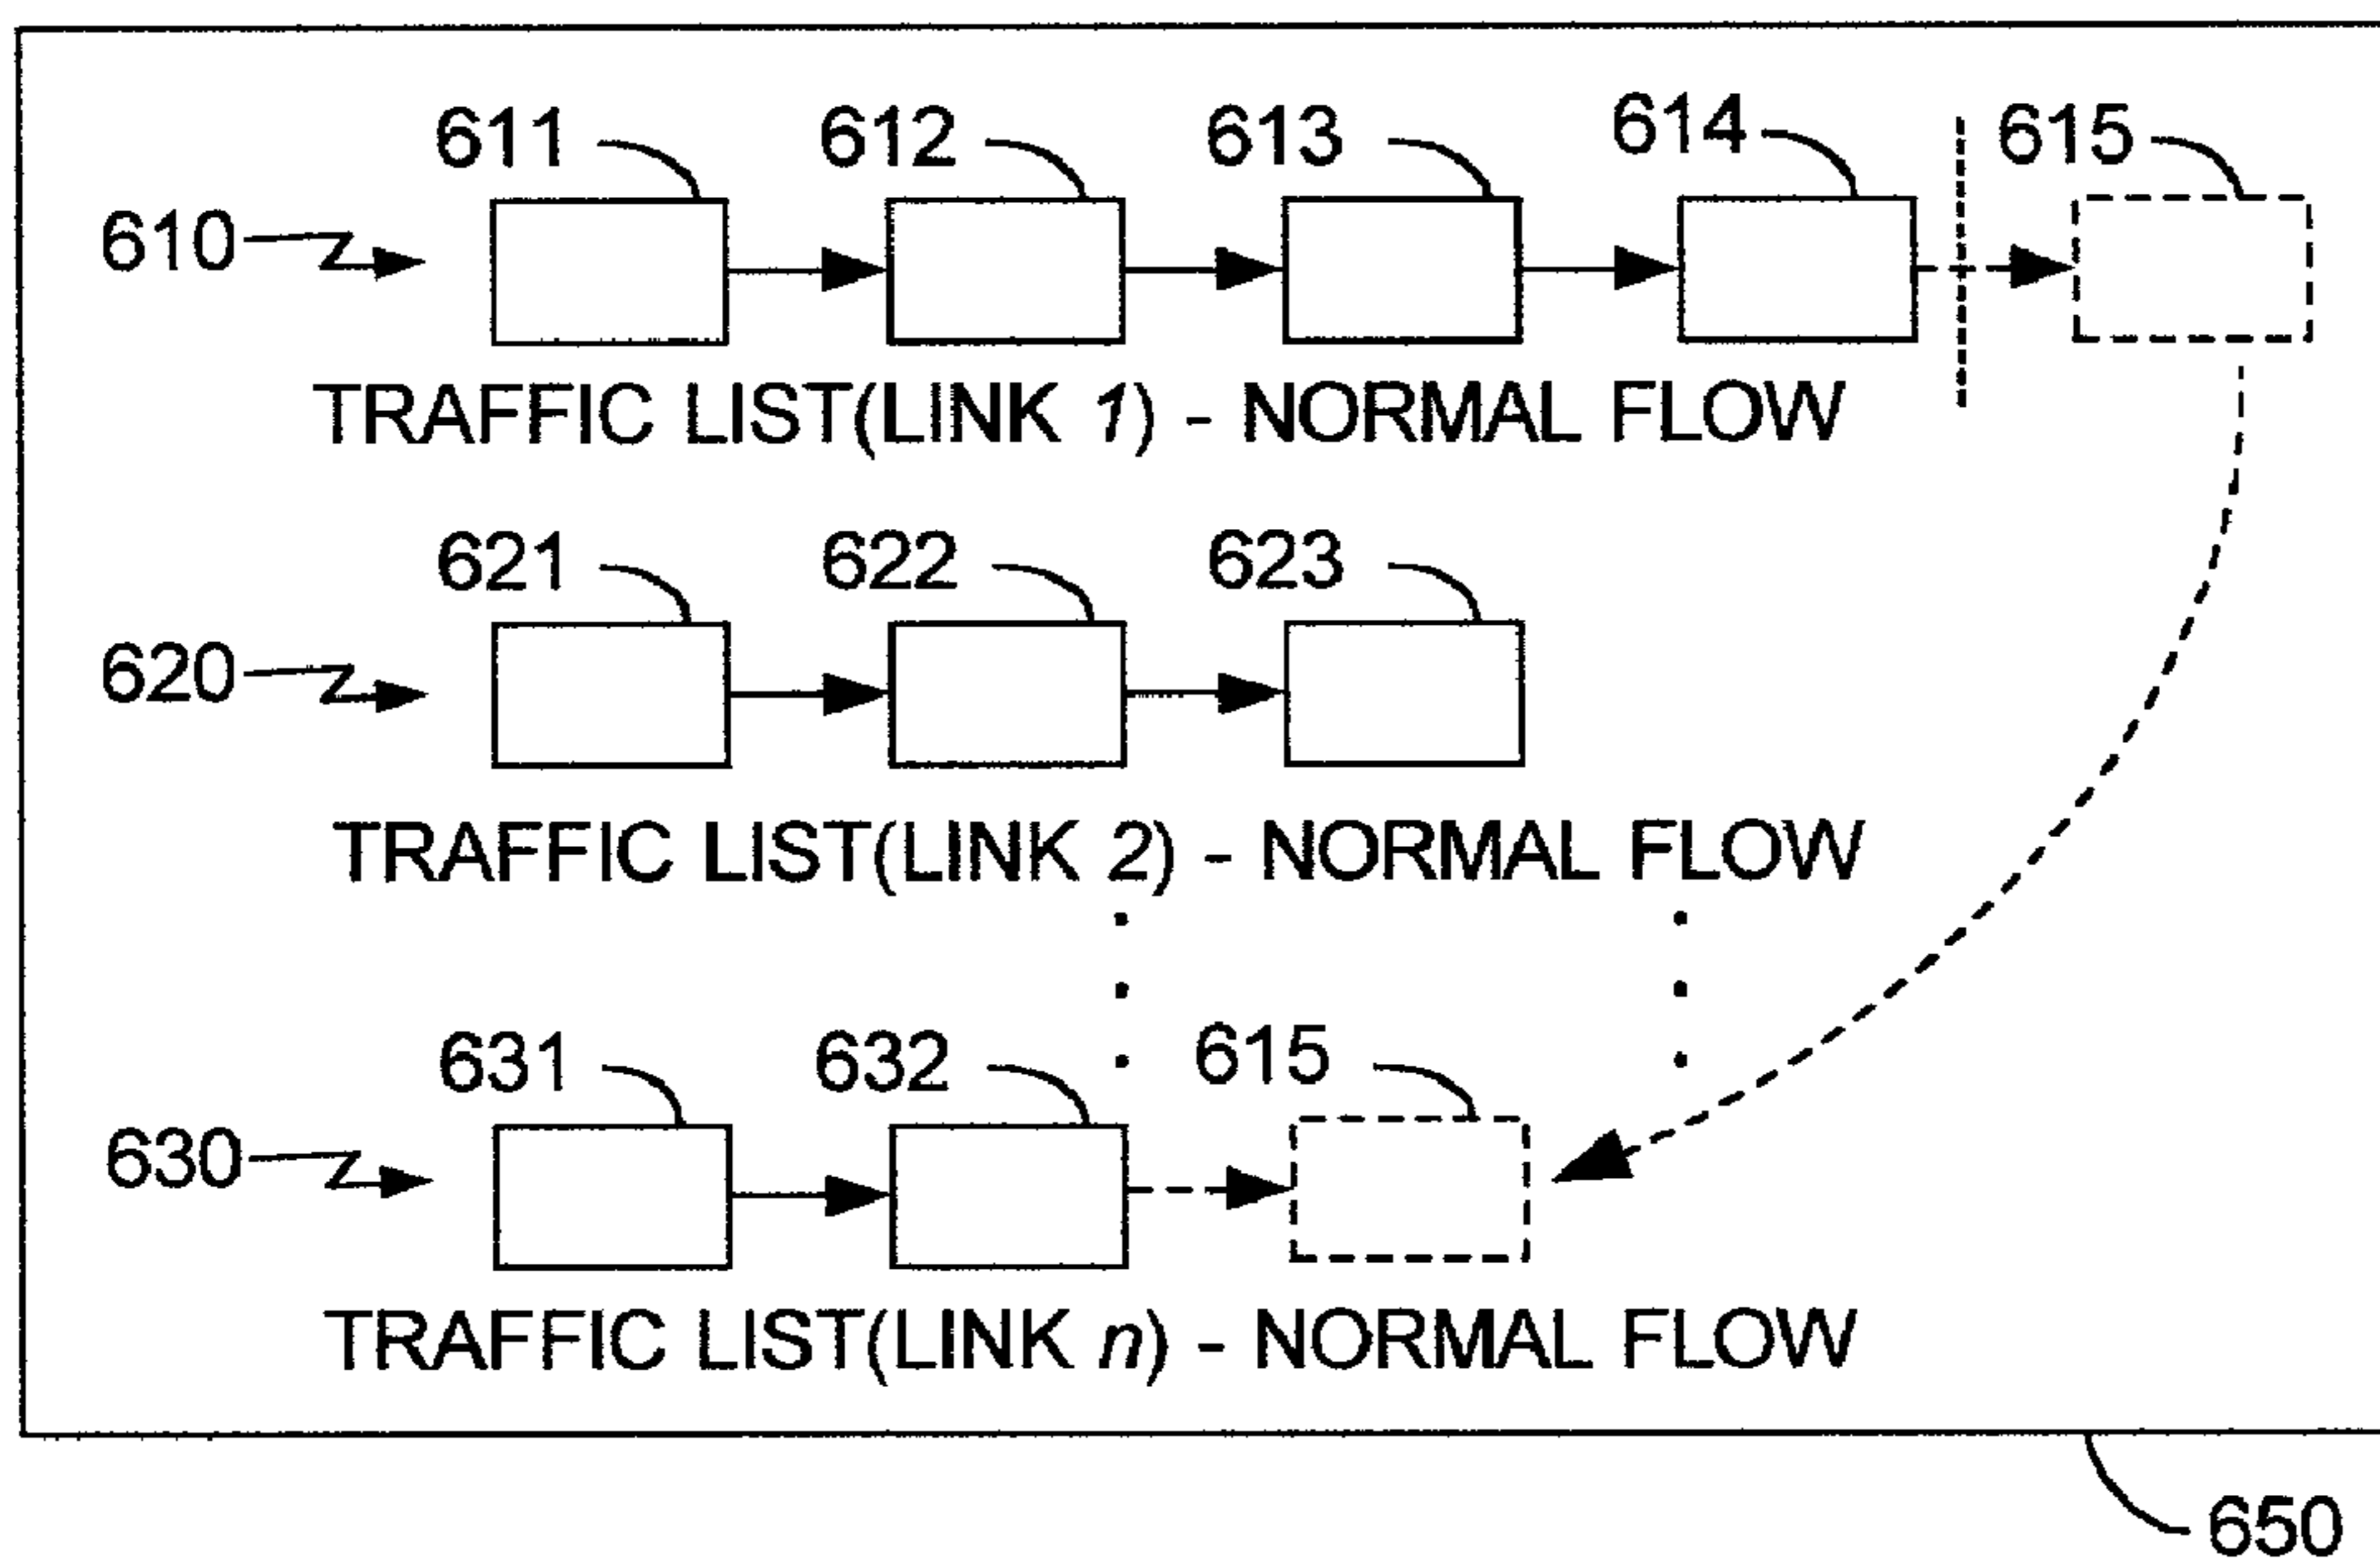 611 612 613 614 615
610
TRAFFIC LIST(LINK 1) - NORMAL FLOW
621 622 623
620
TRAFFIC LIST(LINK 2) - NORMAL FLOW
631 632 615
630
TRAFFIC LIST(LINK n) - NORMAL FLOW
650